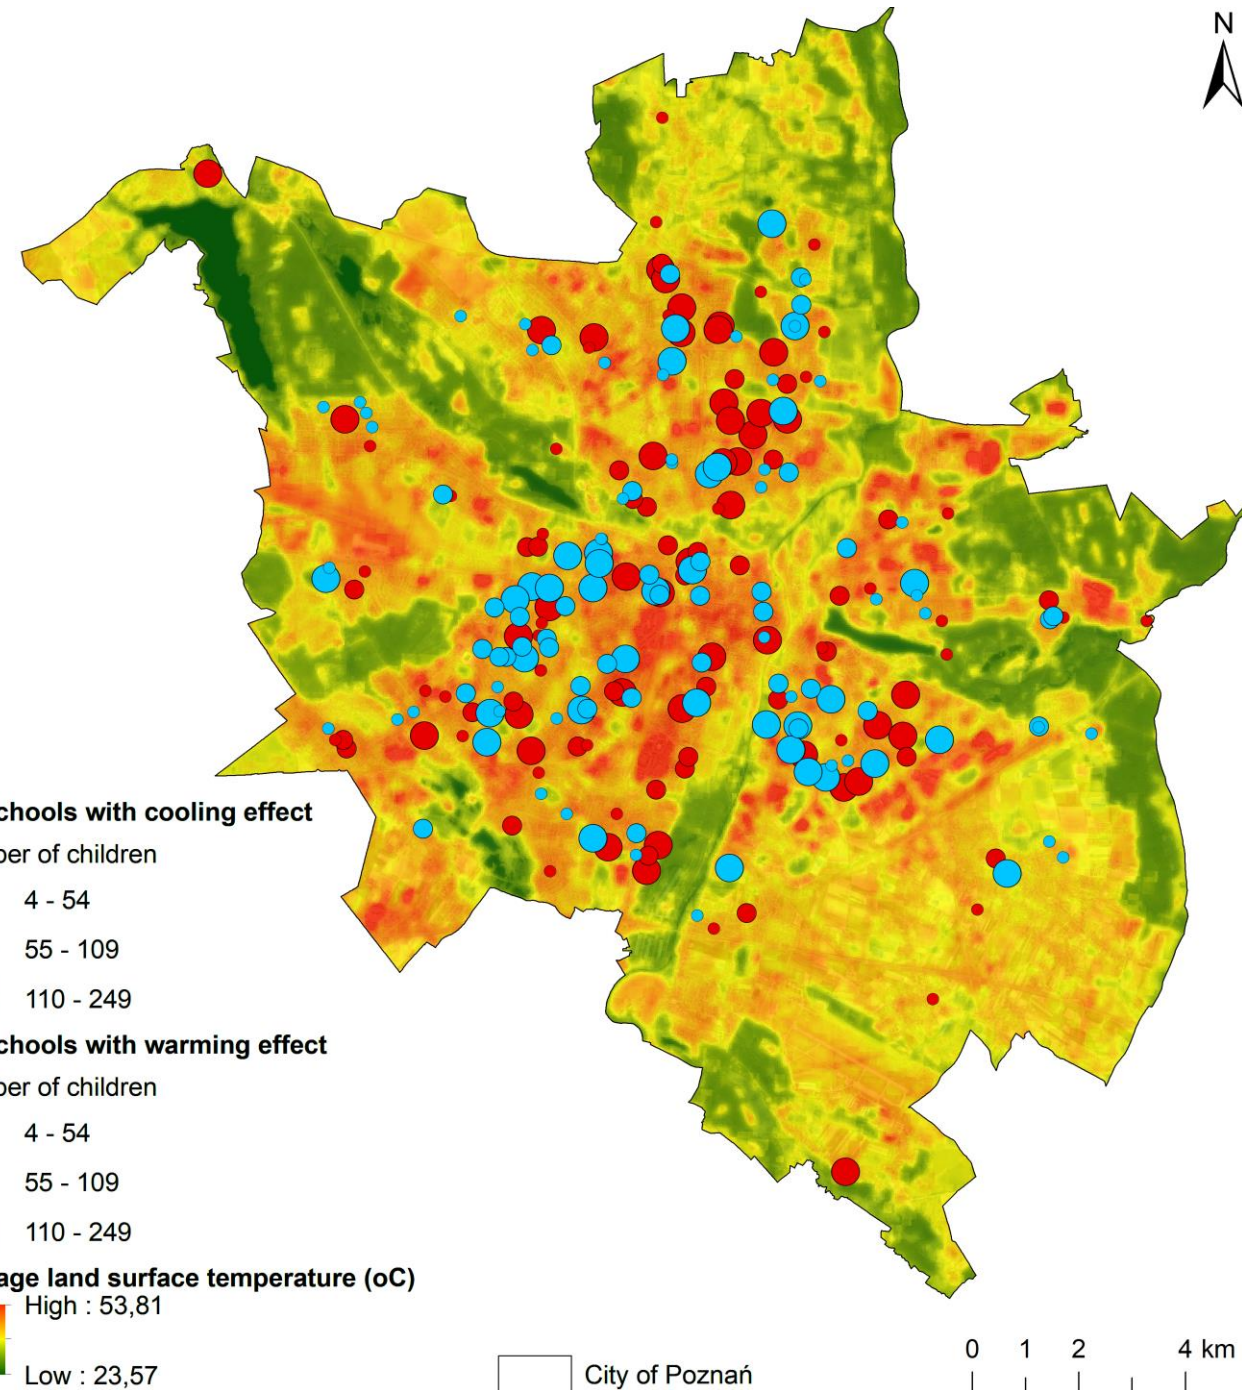 N
chools with cooling effect
ber of children
4 - 54
55 - 109
110 - 249
chools with warming effect
ber of children
4 - 54
55 - 109
110 - 249
age land surface temperature (oC)
High : 53,81
Low : 23,57
City of Poznań
0 1 2 4 km